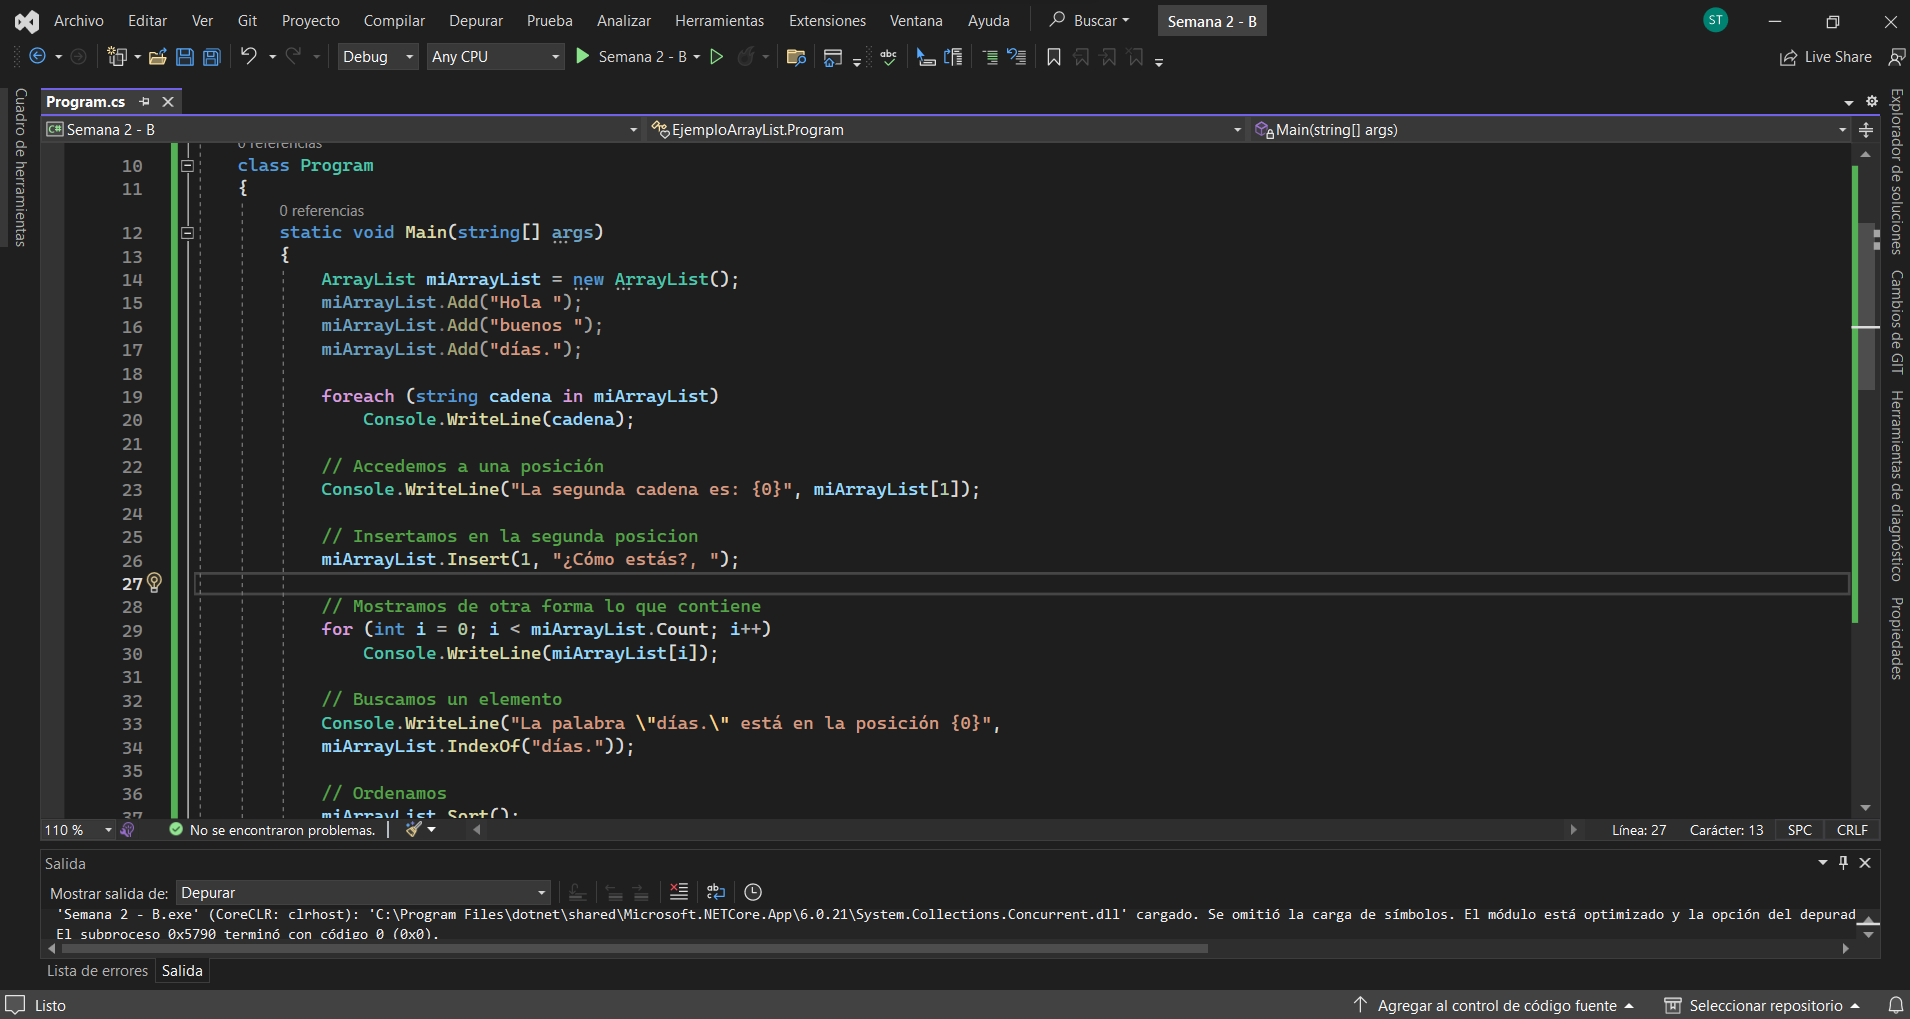 Archivo Editar Ver Git Proyecto Compilar Depurar Prueba Analizar Herramientas Extensiones Ventana Ayuda Buscar Semana 2 - B ST
Debug Any CPU Semana 2 - B abc Live Share
Cuadro de herramientas
Program.cs
C# Semana 2 - B EjemploArrayList.Program Main(string[] args)
0 referencias
10 class Program
11 {
0 referencias
12 static void Main(string[] args)
13 {
14 ArrayList miArrayList = new ArrayList();
15 miArrayList.Add("Hola ");
16 miArrayList.Add("buenos ");
17 miArrayList.Add("días.");
18
19 foreach (string cadena in miArrayList)
20 Console.WriteLine(cadena);
21
22 // Accedemos a una posición
23 Console.WriteLine("La segunda cadena es: {0}", miArrayList[1]);
24
25 // Insertamos en la segunda posicion
26 miArrayList.Insert(1, "¿Cómo estás?, ");
27
28 // Mostramos de otra forma lo que contiene
29 for (int i = 0; i < miArrayList.Count; i++)
30 Console.WriteLine(miArrayList[i]);
31
32 // Buscamos un elemento
33 Console.WriteLine("La palabra \"días.\" está en la posición {0}",
34 miArrayList.IndexOf("días."));
35
36 // Ordenamos
37 miArrayList.Sort();
Explorador de soluciones
Cambios de GIT
Herramientas de diagnóstico
Propiedades
110 % No se encontraron problemas. Línea: 27 Carácter: 13 SPC CRLF
Salida
Mostrar salida de: Depurar
'Semana 2 - B.exe' (CoreCLR: clrhost): 'C:\Program Files\dotnet\shared\Microsoft.NETCore.App\6.0.21\System.Collections.Concurrent.dll' cargado. Se omitió la carga de símbolos. El módulo está optimizado y la opción del depurad
El subproceso 0x5790 terminó con código 0 (0x0).
Lista de errores Salida
Listo Agregar al control de código fuente Seleccionar repositorio